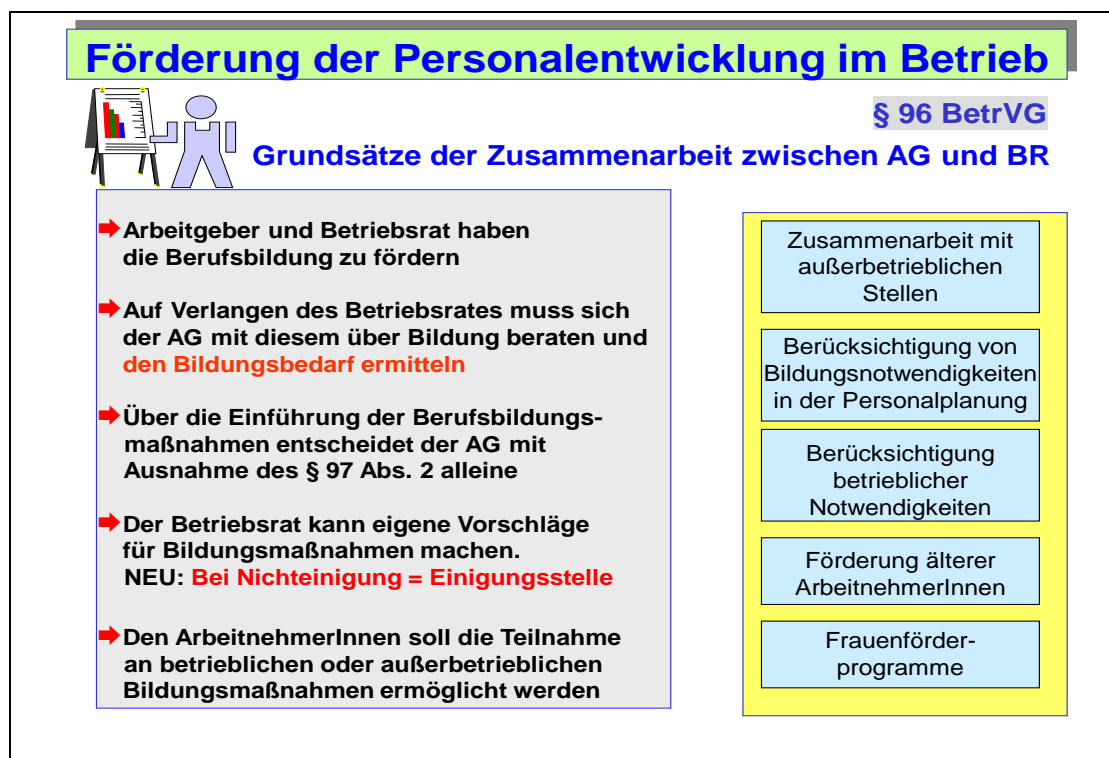 Förderung der Personalentwicklung im Betrieb
§ 96 BetrVG
Grundsätze der Zusammenarbeit zwischen AG und BR
Arbeitgeber und Betriebsrat haben
die Berufsbildung zu fördern
Auf Verlangen des Betriebsrates muss sich
der AG mit diesem über Bildung beraten und
den Bildungsbedarf ermitteln
Über die Einführung der Berufsbildungs-
maßnahmen entscheidet der AG mit
Ausnahme des § 97 Abs. 2 alleine
Der Betriebsrat kann eigene Vorschläge
für Bildungsmaßnahmen machen.
NEU: Bei Nichteinigung = Einigungsstelle
Den ArbeitnehmerInnen soll die Teilnahme
an betrieblichen oder außerbetrieblichen
Bildungsmaßnahmen ermöglicht werden
Zusammenarbeit mit
außerbetrieblichen
Stellen
Berücksichtigung von
Bildungsnotwendigkeiten
in der Personalplanung
Berücksichtigung
betrieblicher
Notwendigkeiten
Förderung älterer
ArbeitnehmerInnen
Frauenförder-
programme